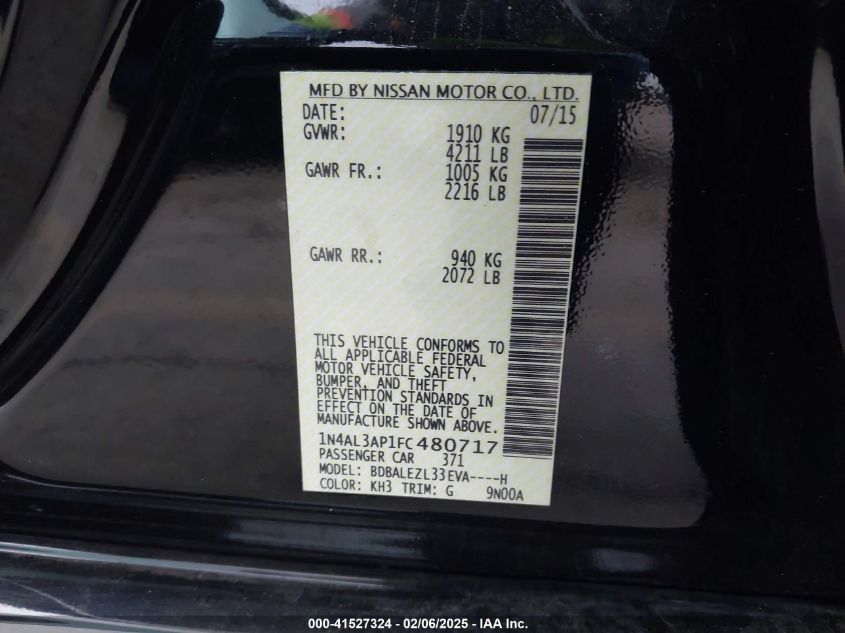 MFD BY NISSAN MOTOR CO., LTD.
DATE: 07/15
GVWR: 1910 KG
4211 LB
GAWR FR.: 1005 KG
2216 LB
GAWR RR.: 940 KG
2072 LB
THIS VEHICLE CONFORMS TO
ALL APPLICABLE FEDERAL
MOTOR VEHICLE SAFETY,
BUMPER, AND THEFT
PREVENTION STANDARDS IN
EFFECT ON THE DATE OF
MANUFACTURE SHOWN ABOVE.
1N4AL3AP1FC480717
PASSENGER CAR 371
MODEL: BDBALEZL33EVA----H
COLOR: KH3 TRIM: G 9N00A
000-41527324 - 02/06/2025 - IAA Inc.